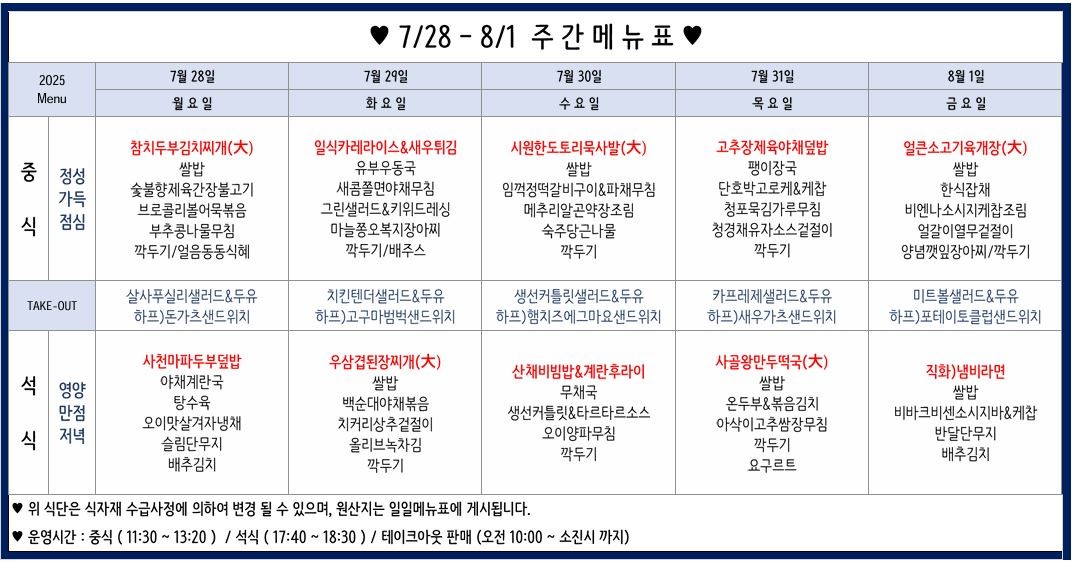 ♥ 7/28 - 8/1 주간메뉴표 ♥
2025
Menu
7월 28일
7월 29일
7월 30일
7월 31일
8월 1일
월요일
화요일
수요일
목요일
금요일
중
식
정성
가득
점심
참치두부김치찌개(大)
쌀밥
숯불향제육간장불고기
브로콜리볼어묵볶음
부추콩나물무침
깍두기/얼음동동식혜
일식카레라이스&새우튀김
유부우동국
새콤쫄면야채무침
그린샐러드&키위드레싱
마늘쫑오복지장아찌
깍두기/배주스
시원한도토리묵사발(大)
쌀밥
임꺽정떡갈비구이&파채무침
메추리알곤약장조림
숙주당근나물
깍두기
고추장제육야채덮밥
팽이장국
단호박고로케&케찹
청포묵김가루무침
청경채유자소스겉절이
깍두기
얼큰소고기육개장(大)
쌀밥
한식잡채
비엔나소시지케찹조림
얼갈이열무겉절이
양념깻잎장아찌/깍두기
TAKE-OUT
살사푸실리샐러드&두유
하프)돈가츠샌드위치
치킨텐더샐러드&두유
하프)고구마범벅샌드위치
생선커틀릿샐러드&두유
하프)햄치즈에그마요샌드위치
카프레제샐러드&두유
하프)새우가츠샌드위치
미트볼샐러드&두유
하프)포테이토클럽샌드위치
석
식
영양
만점
저녁
사천마파두부덮밥
야채계란국
탕수육
오이맛살겨자냉채
슬림단무지
배추김치
우삼겹된장찌개(大)
쌀밥
백순대야채볶음
치커리상추겉절이
올리브녹차김
깍두기
산채비빔밥&계란후라이
무채국
생선커틀릿&타르타르소스
오이양파무침
깍두기
사골왕만두떡국(大)
쌀밥
온두부&볶음김치
아삭이고추쌈장무침
깍두기
요구르트
직화)냄비라면
쌀밥
비바크비센소시지바&케찹
반달단무지
배추김치
♥ 위 식단은 식자재 수급사정에 의하여 변경 될 수 있으며, 원산지는 일일메뉴표에 게시됩니다.
♥ 운영시간 : 중식 ( 11:30 ~ 13:20 ) / 석식 ( 17:40 ~ 18:30 ) / 테이크아웃 판매 (오전 10:00 ~ 소진시 까지)